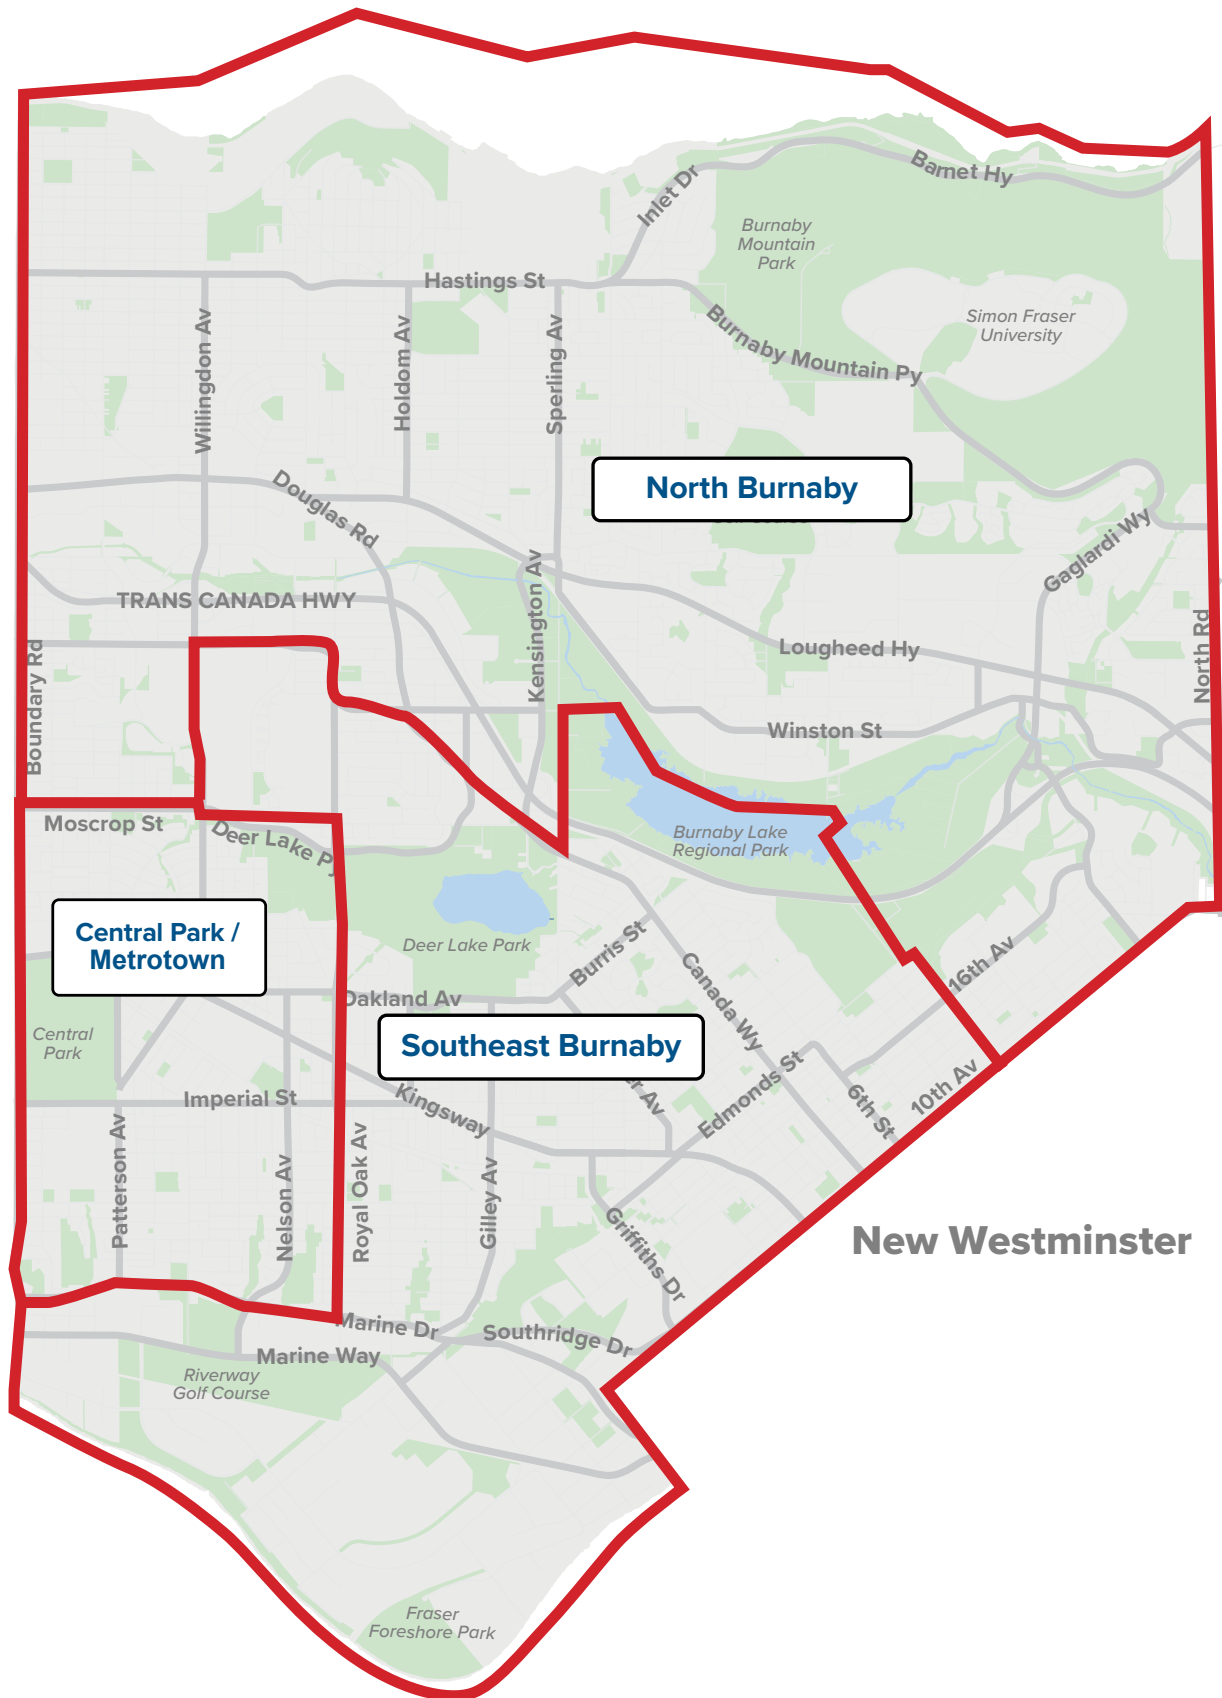 Barnet Hy
Inlet Dr
Burnaby
Mountain
Park
Hastings St
Simon Fraser
University
Burnaby Mountain Py
Willingdon Av
Holdom Av
Sperling Av
North Burnaby
Douglas Rd
Gaglardi Wy
Kensington Av
TRANS CANADA HWY
Boundary Rd
Lougheed Hy
North Rd
Winston St
Moscrop St
Deer Lake Py
Burnaby Lake
Regional Park
Central Park /
Metrotown
Deer Lake Park
Burris St
Canada Wy
16th Av
Oakland Av
Central
Park
Southeast Burnaby
Imperial St
Kingsway
er Av
Edmonds St
6th St
10th Av
Patterson Av
Nelson Av
Royal Oak Av
Gilley Av
Griffiths Dr
New Westminster
Marine Dr
Southridge Dr
Marine Way
Riverway
Golf Course
Fraser
Foreshore Park